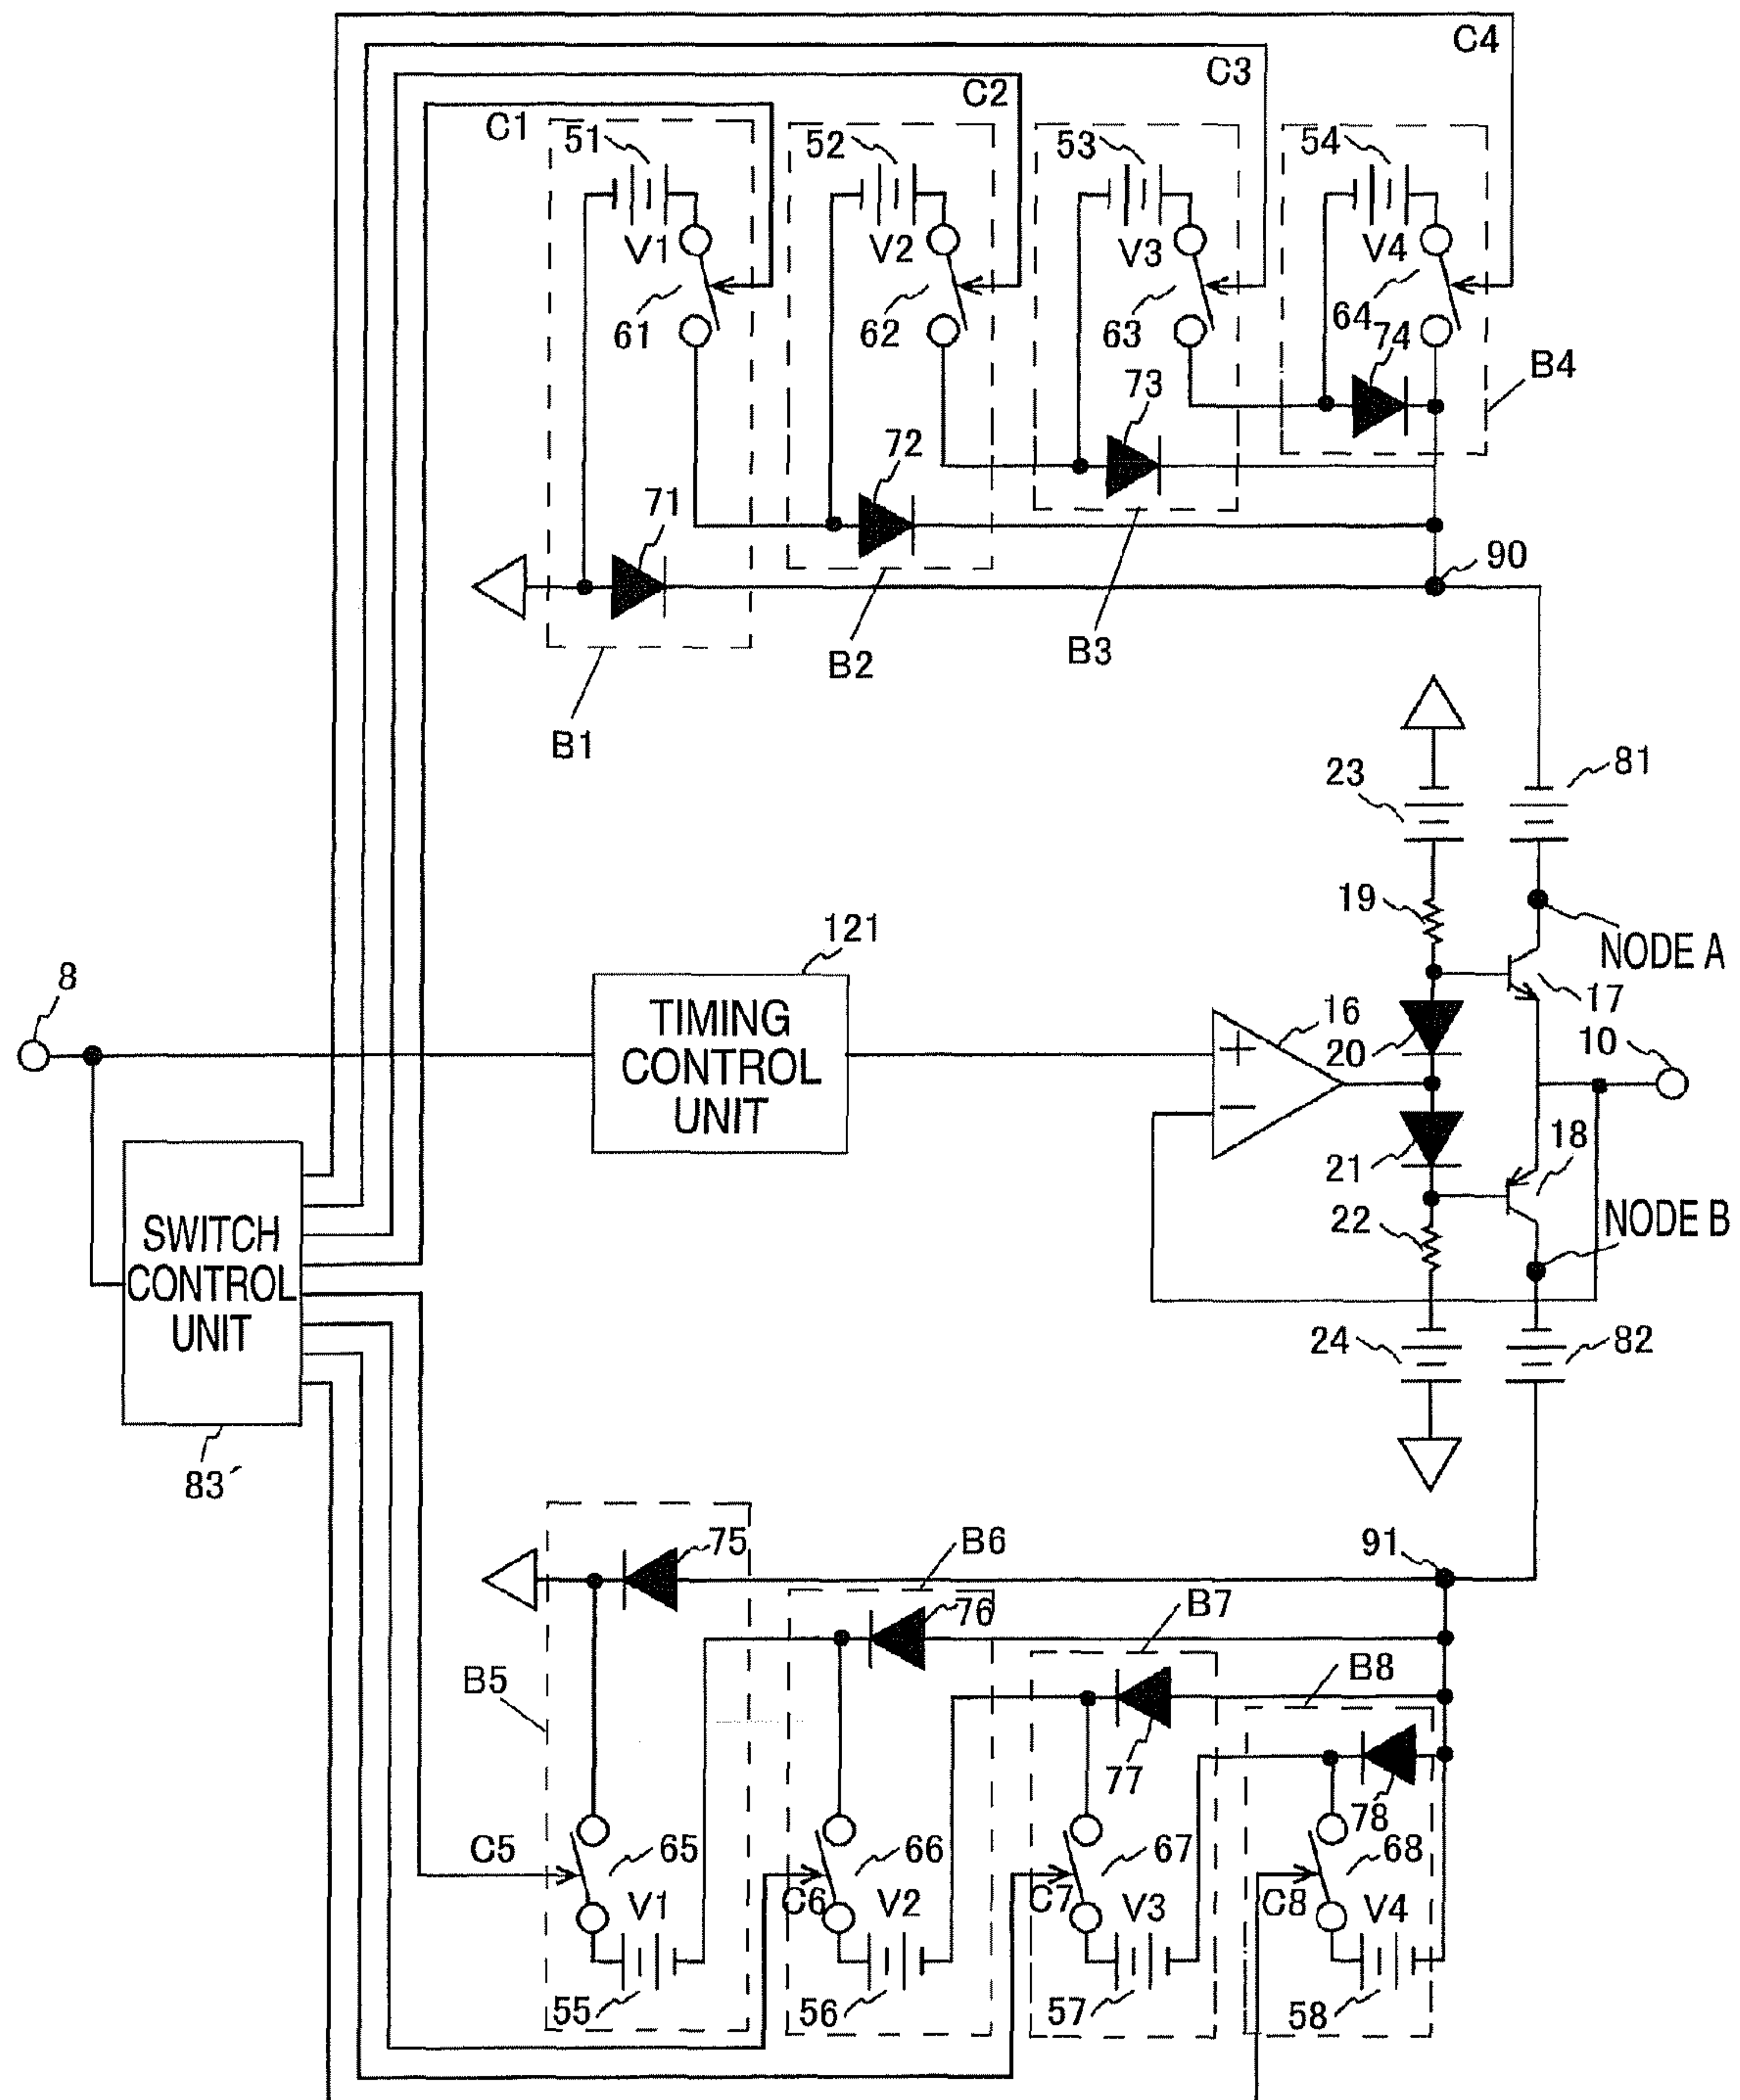 C4
C3
C2
C1
51
52
53
54
V1
V2
V3
V4
61
62
63
64
74
B4
73
72
71
90
B2
B3
B1
23
81
19
NODE A
121
8
TIMING
CONTROL
UNIT
16
17
20
10
18
21
22
NODE B
SWITCH
CONTROL
UNIT
24
82
83´
75
B6
91
76
B7
B5
B8
77
78
C5
65
66
67
68
C6
C7
C8
V1
V2
V3
V4
55
56
57
58